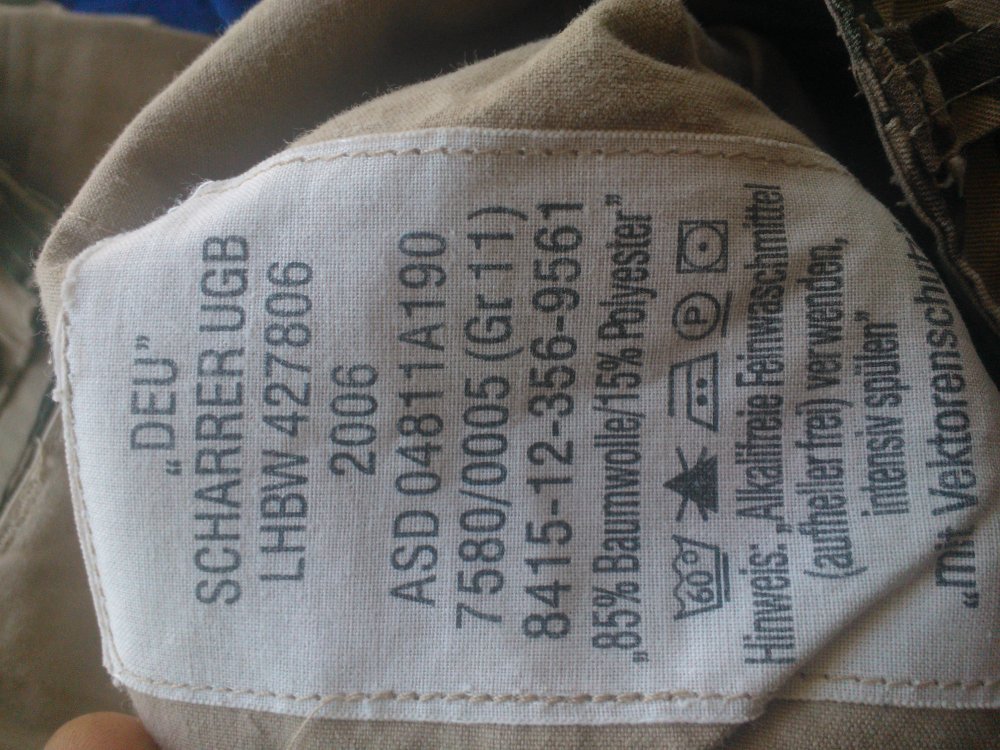 „DEU”
SCHARRER UGB
LHBW 427806
2006
ASD 04811A190
7580/0005 (Gr 11)
8415-12-356-9561
„85% Baumwolle/15% Polyester”
60° P
Hinweis: „Alkalifreie Feinwaschmittel
(aufheller frei) verwenden,
intensiv spülen”
„mit Vektorenschutz